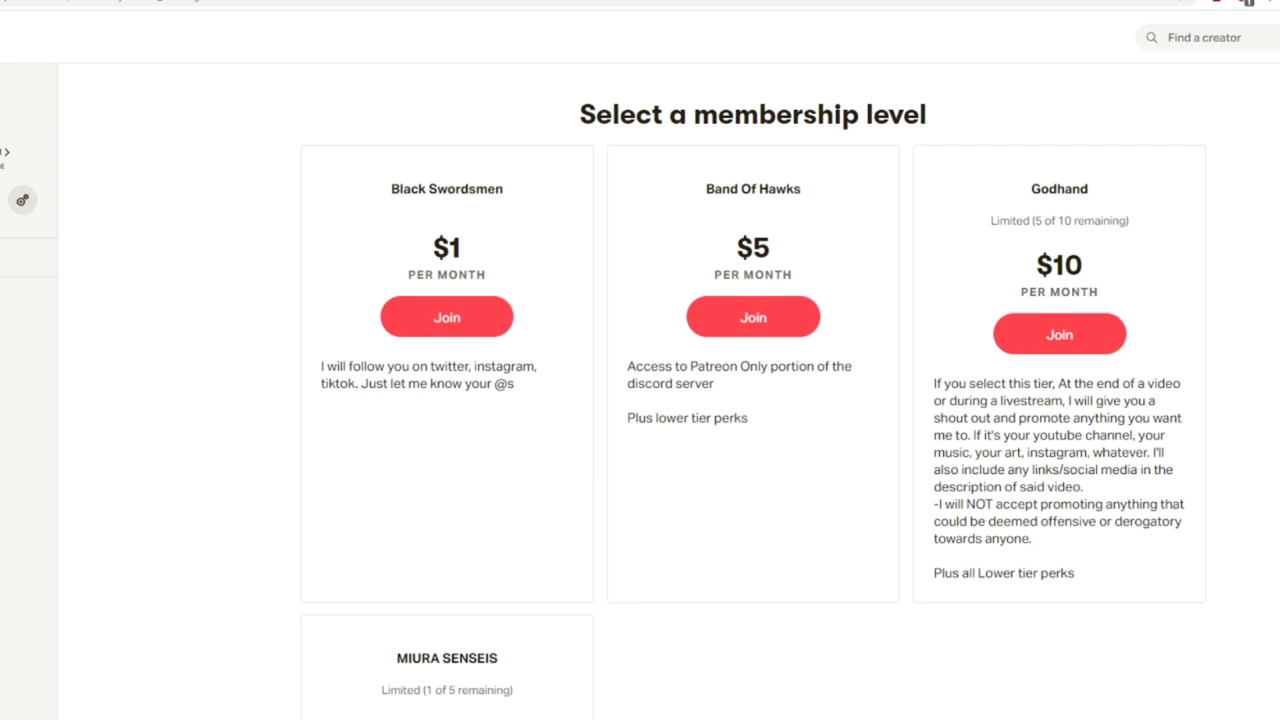 Find a creator
Select a membership level
Black Swordsmen
$1
PER MONTH
Join
I will follow you on twitter, instagram,
tiktok. Just let me know your @s
Band Of Hawks
$5
PER MONTH
Join
Access to Patreon Only portion of the
discord server
Plus lower tier perks
Godhand
Limited (5 of 10 remaining)
$10
PER MONTH
Join
If you select this tier, At the end of a video
or during a livestream, I will give you a
shout out and promote anything you want
me to. If it's your youtube channel, your
music, your art, instagram, whatever. I'll
also include any links/social media in the
description of said video.
-I will NOT accept promoting anything that
could be deemed offensive or derogatory
towards anyone.
Plus all Lower tier perks
MIURA SENSEIS
Limited (1 of 5 remaining)